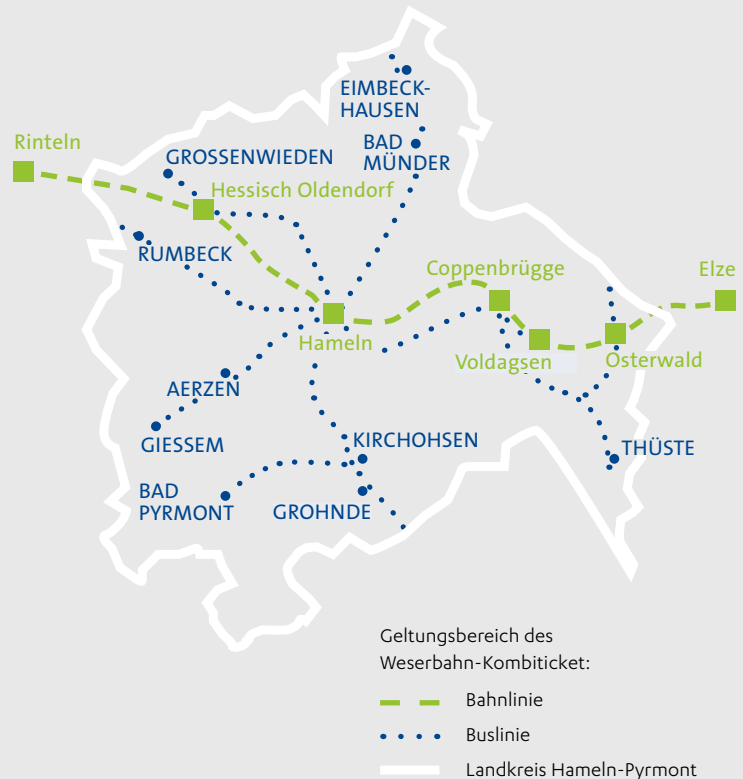 EIMBECK-
HAUSEN
Rinteln
BAD
MÜNDER
GROSSENWIEDEN
Hessisch Oldendorf
RUMBECK
Coppenbrügge
Elze
Hameln
Voldagsen
Osterwald
AERZEN
GIESSEM
KIRCHOHSEN
THÜSTE
BAD
PYRMONT
GROHNDE
Geltungsbereich des
Weserbahn-Kombiticket:
Bahnlinie
Buslinie
Landkreis Hameln-Pyrmont